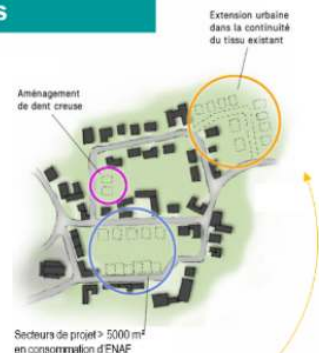 s
Extension urbaine
dans la continuité
du tissu existant
Aménagement
de dent creuse
Secteurs de projet > 5000 m²
en consommation d'ENAF